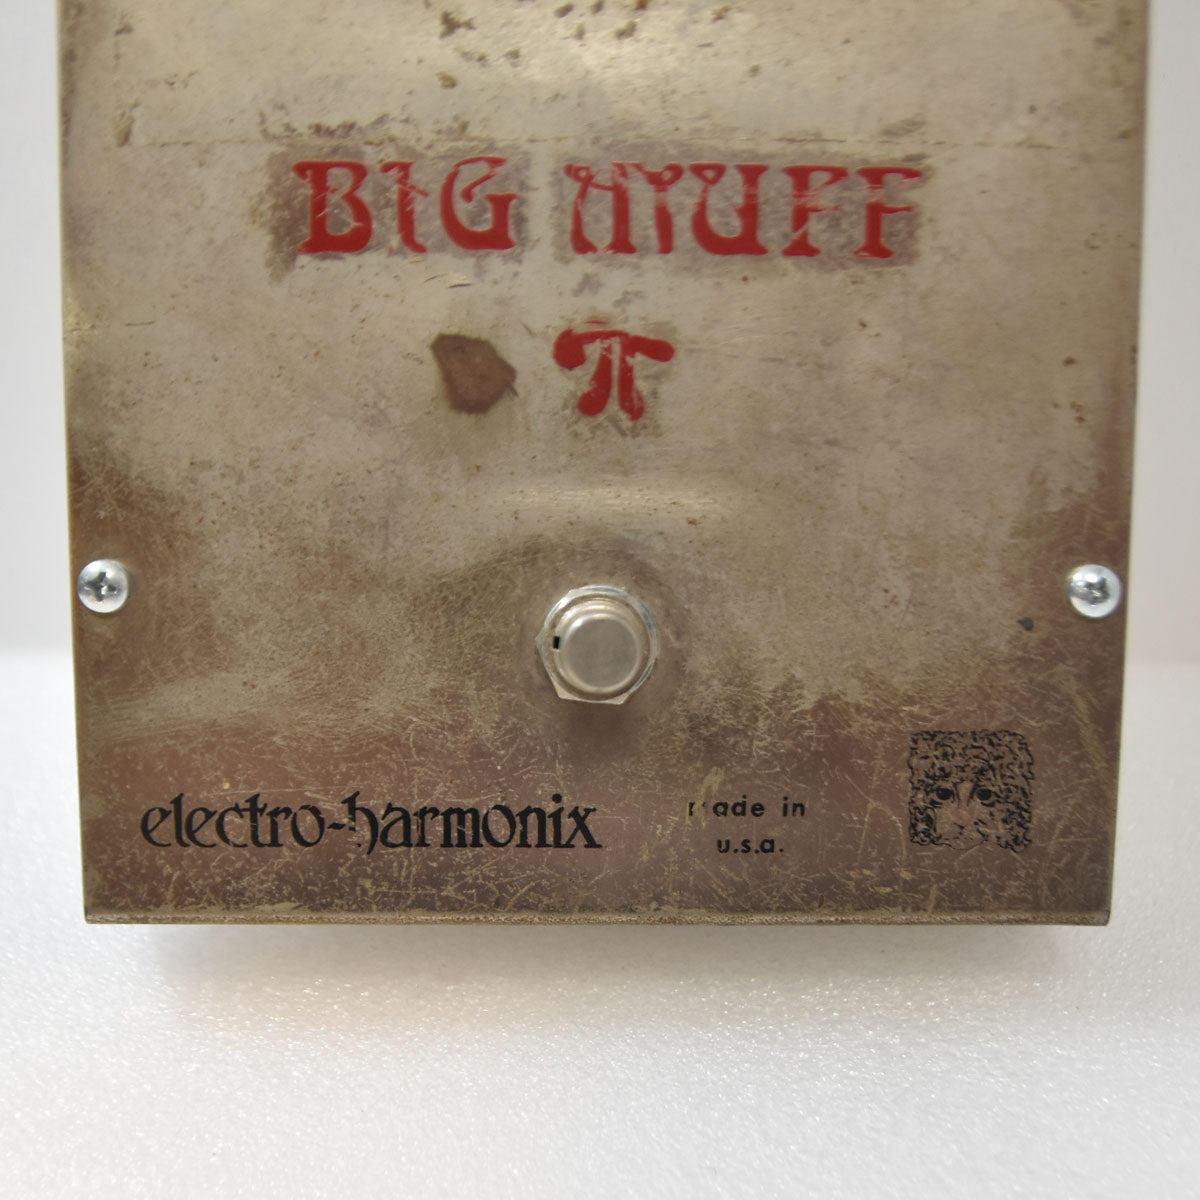 BIG MUFF
π
electro-harmonix
made in
u.s.a.